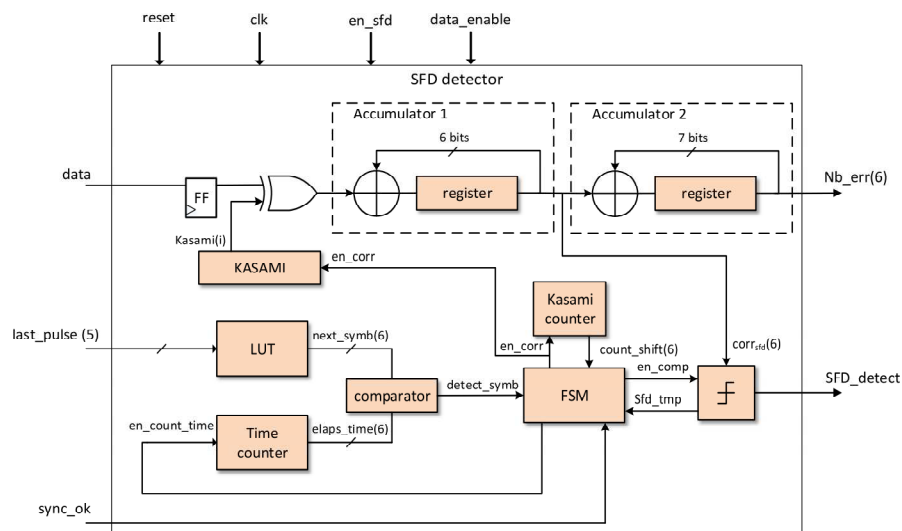 reset
clk
en_sfd
data_enable
SFD detector
Accumulator 1
Accumulator 2
6 bits
7 bits
data
FF
register
register
Nb_err(6)
Kasami(i)
KASAMI
en_corr
last_pulse (5)
LUT
next_symb(6)
Kasami
counter
en_corr
count_shift(6)
corrsfd(6)
comparator
detect_symb
FSM
en_comp
Sfd_tmp
SFD_detect
en_count_time
Time
counter
elaps_time(6)
sync_ok